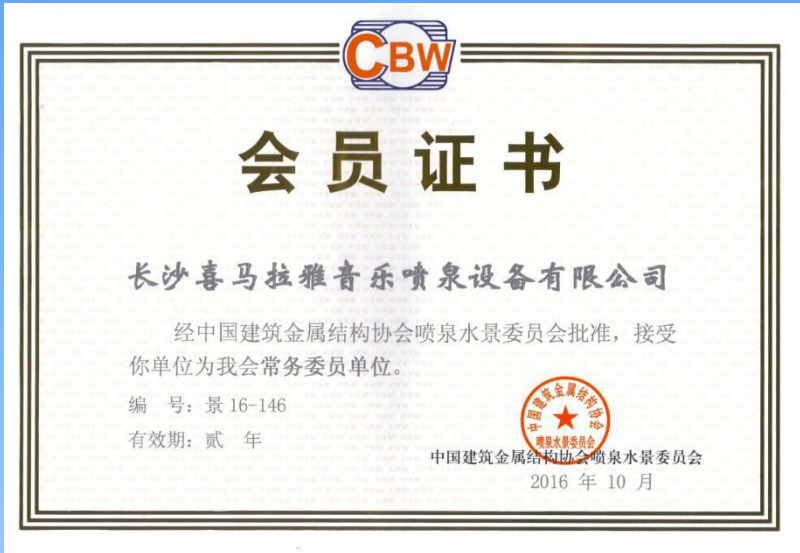 CBW
会员证书
长沙喜马拉雅音乐喷泉设备有限公司
经中国建筑金属结构协会喷泉水景委员会批准，接受
你单位为我会常务委员单位。
编 号：景 16-146
有效期：贰 年
中国建筑金属结构协会
喷泉水景委员会
中国建筑金属结构协会喷泉水景委员会
2016 年 10 月